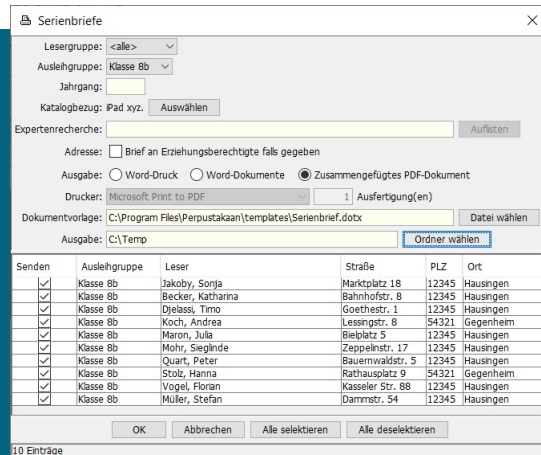 Serienbriefe
Lesergruppe: <alle>
Ausleihgruppe: Klasse 8b
Jahrgang:
Katalogbezug: iPad xyz. Auswählen
Expertenrecherche: Auflisten
Adresse: Brief an Erziehungsberechtigte falls gegeben
Ausgabe: Word-Druck Word-Dokumente Zusammengefügtes PDF-Dokument
Drucker: Microsoft Print to PDF 1 Ausfertigung(en)
Dokumentvorlage: C:\Program Files\Perpustakaan\templates\Serienbrief.dotx Datei wählen
Ausgabe: C:\Temp Ordner wählen
Senden Ausleihgruppe Leser Straße PLZ Ort
Klasse 8b Jakoby, Sonja Marktplatz 18 12345 Hausingen
Klasse 8b Becker, Katharina Bahnhofstr. 8 12345 Hausingen
Klasse 8b Djelassi, Timo Goethestr. 1 12345 Hausingen
Klasse 8b Koch, Andrea Lessingstr. 8 54321 Gegenheim
Klasse 8b Maron, Julia Bielplatz 5 12345 Hausingen
Klasse 8b Mohr, Sieglinde Zeppelinstr. 17 12345 Hausingen
Klasse 8b Quart, Peter Bauernwaldstr. 5 12345 Hausingen
Klasse 8b Stolz, Hanna Rathausplatz 9 54321 Gegenheim
Klasse 8b Vogel, Florian Kasseler Str. 88 12345 Hausingen
Klasse 8b Müller, Stefan Dammstr. 54 12345 Hausingen
OK Abbrechen Alle selektieren Alle deselektieren
10 Einträge